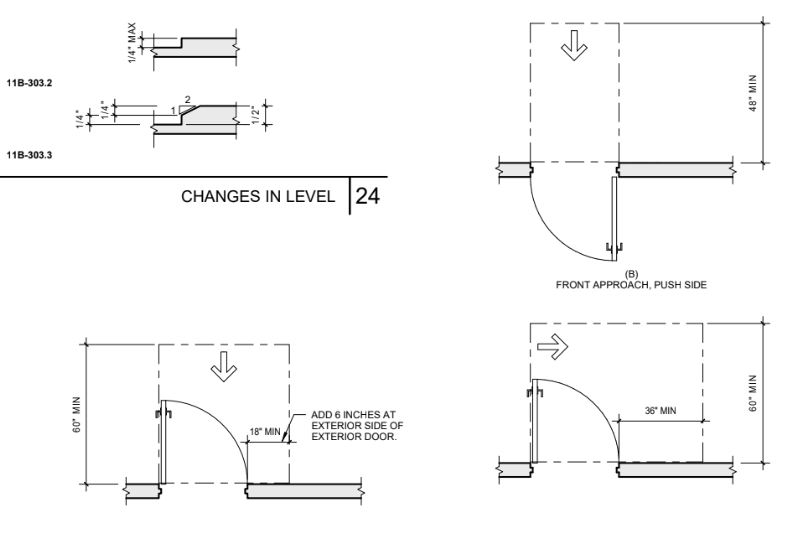 1/4" MAX
11B-303.2
2
1
1/4"
1/4"
1/2"
11B-303.3
CHANGES IN LEVEL 24
48" MIN
(B)
FRONT APPROACH, PUSH SIDE
60" MIN
18" MIN
ADD 6 INCHES AT
EXTERIOR SIDE OF
EXTERIOR DOOR.
36" MIN
60" MIN